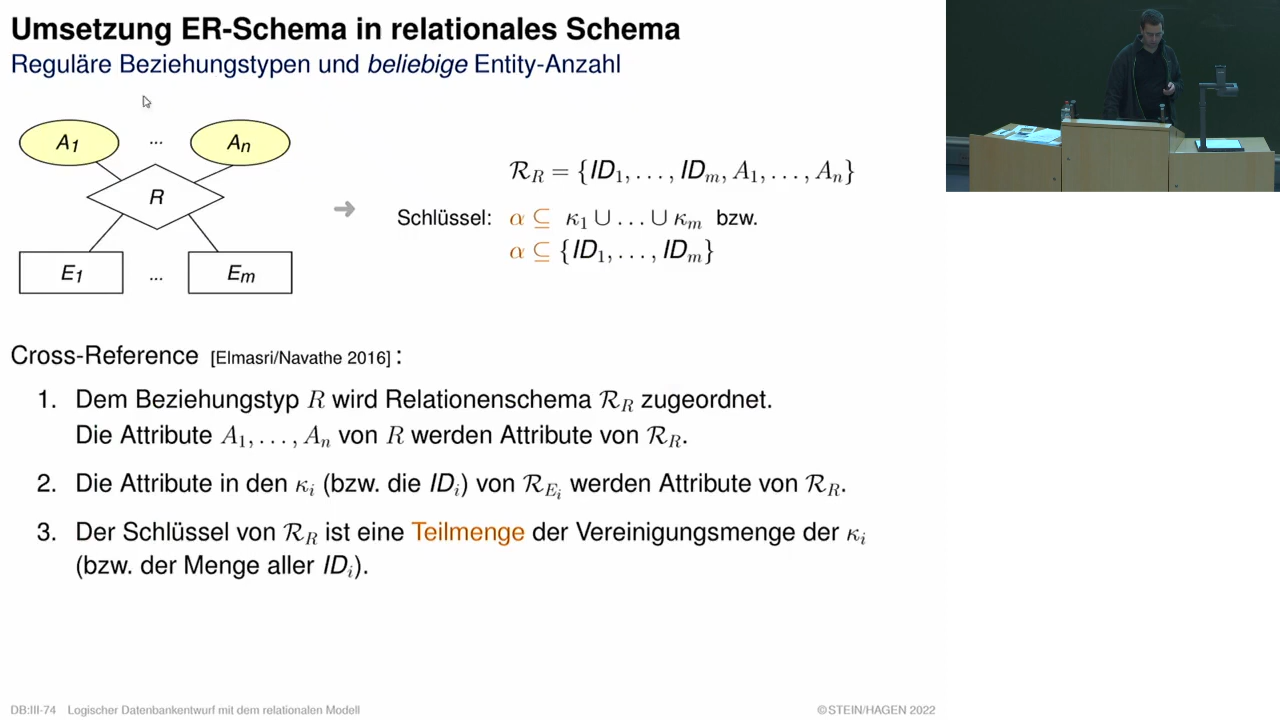 Umsetzung ER-Schema in relationales Schema
Reguläre Beziehungstypen und beliebige Entity-Anzahl
A₁ ... Aₙ
R
E₁ ... Eₘ
➜
𝓡_R = {ID₁, . . . , IDₘ, A₁, . . . , Aₙ}
Schlüssel: α ⊆ κ₁ ∪ . . . ∪ κₘ bzw.
α ⊆ {ID₁, . . . , IDₘ}
Cross-Reference [Elmasri/Navathe 2016] :
1. Dem Beziehungstyp R wird Relationenschema 𝓡_R zugeordnet.
Die Attribute A₁, . . . , Aₙ von R werden Attribute von 𝓡_R.
2. Die Attribute in den κᵢ (bzw. die IDᵢ) von 𝓡_Eᵢ werden Attribute von 𝓡_R.
3. Der Schlüssel von 𝓡_R ist eine Teilmenge der Vereinigungsmenge der κᵢ
(bzw. der Menge aller IDᵢ).
DB:III-74 Logischer Datenbankentwurf mit dem relationalen Modell
©STEIN/HAGEN 2022